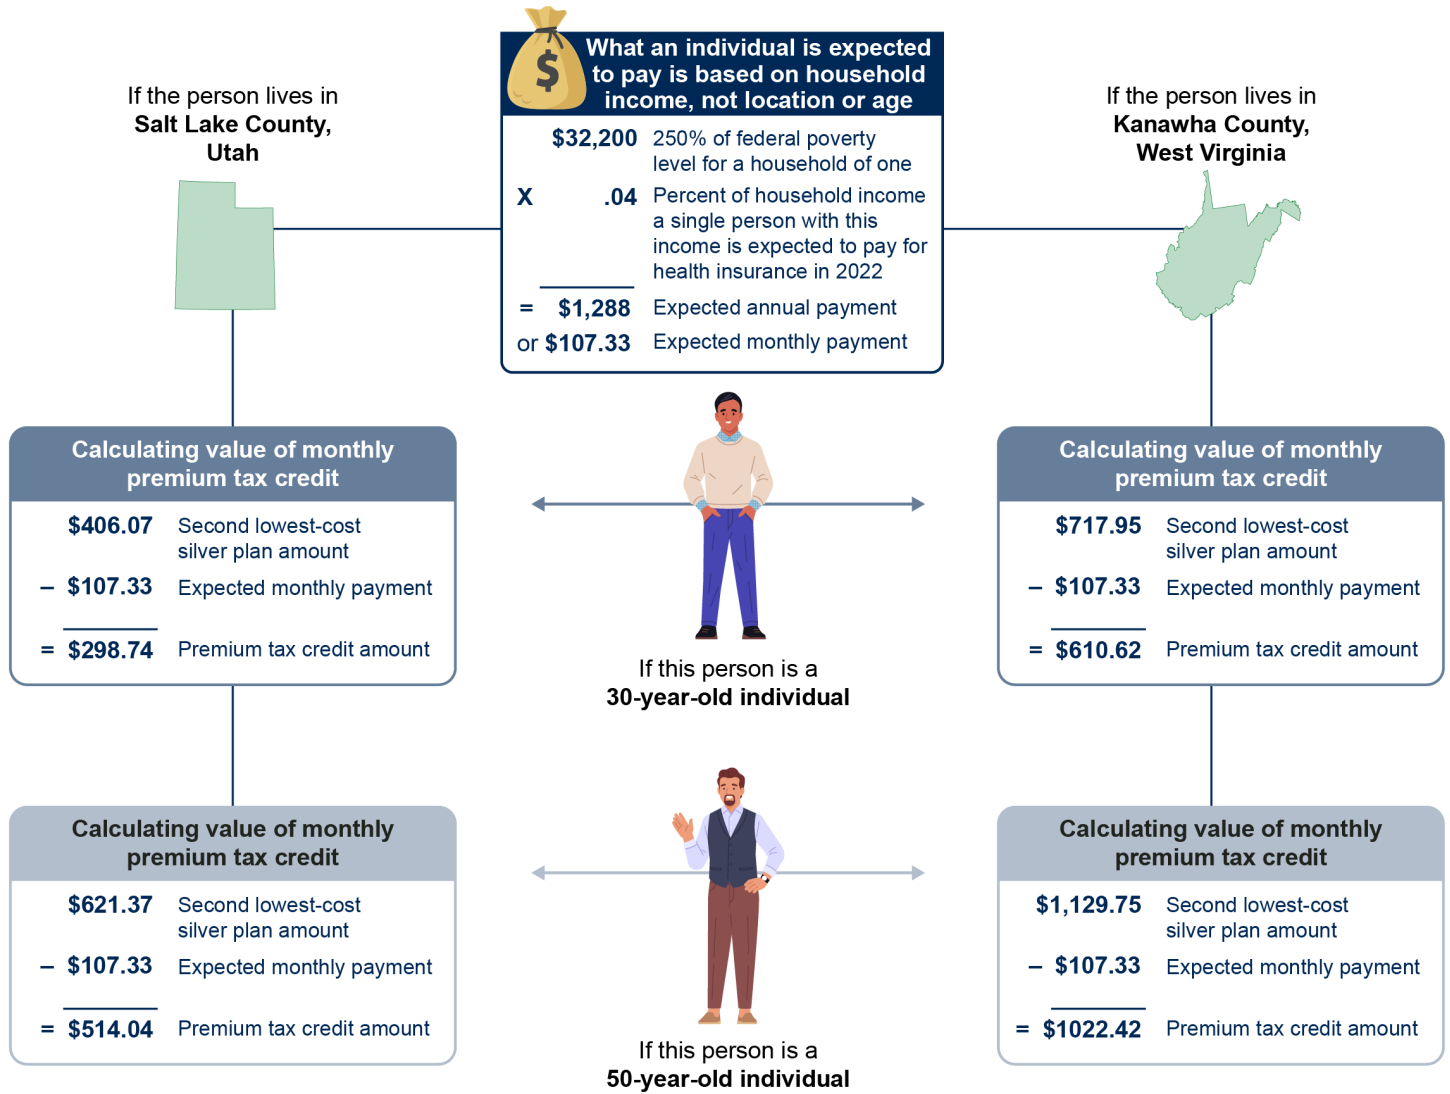 $
What an individual is expected
to pay is based on household
income, not location or age
$32,200 250% of federal poverty
level for a household of one
X .04 Percent of household income
a single person with this
income is expected to pay for
health insurance in 2022
= $1,288 Expected annual payment
or $107.33 Expected monthly payment
If the person lives in
Salt Lake County,
Utah
If the person lives in
Kanawha County,
West Virginia
Calculating value of monthly
premium tax credit
$406.07 Second lowest-cost
silver plan amount
– $107.33 Expected monthly payment
= $298.74 Premium tax credit amount
If this person is a
30-year-old individual
Calculating value of monthly
premium tax credit
$717.95 Second lowest-cost
silver plan amount
– $107.33 Expected monthly payment
= $610.62 Premium tax credit amount
Calculating value of monthly
premium tax credit
$621.37 Second lowest-cost
silver plan amount
– $107.33 Expected monthly payment
= $514.04 Premium tax credit amount
If this person is a
50-year-old individual
Calculating value of monthly
premium tax credit
$1,129.75 Second lowest-cost
silver plan amount
– $107.33 Expected monthly payment
= $1022.42 Premium tax credit amount